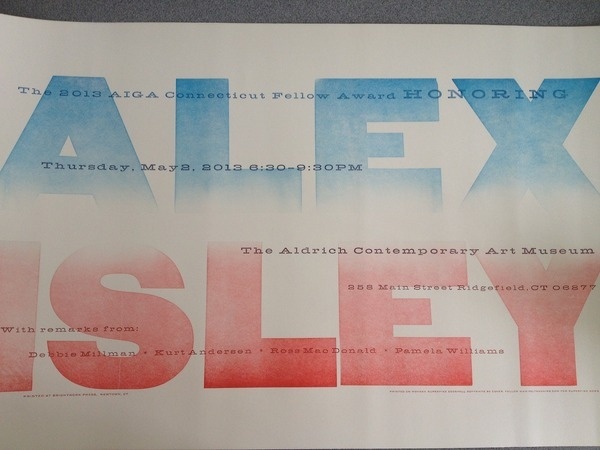 The 2013 AIGA Connecticut Fellow Award HONORING
ALEX
Thursday, May 2, 2013 6:30-9:30PM
ISLEY
The Aldrich Contemporary Art Museum
258 Main Street Ridgefield, CT 06877
With remarks from:
Debbie Millman • Kurt Andersen • Ross MacDonald • Pamela Williams